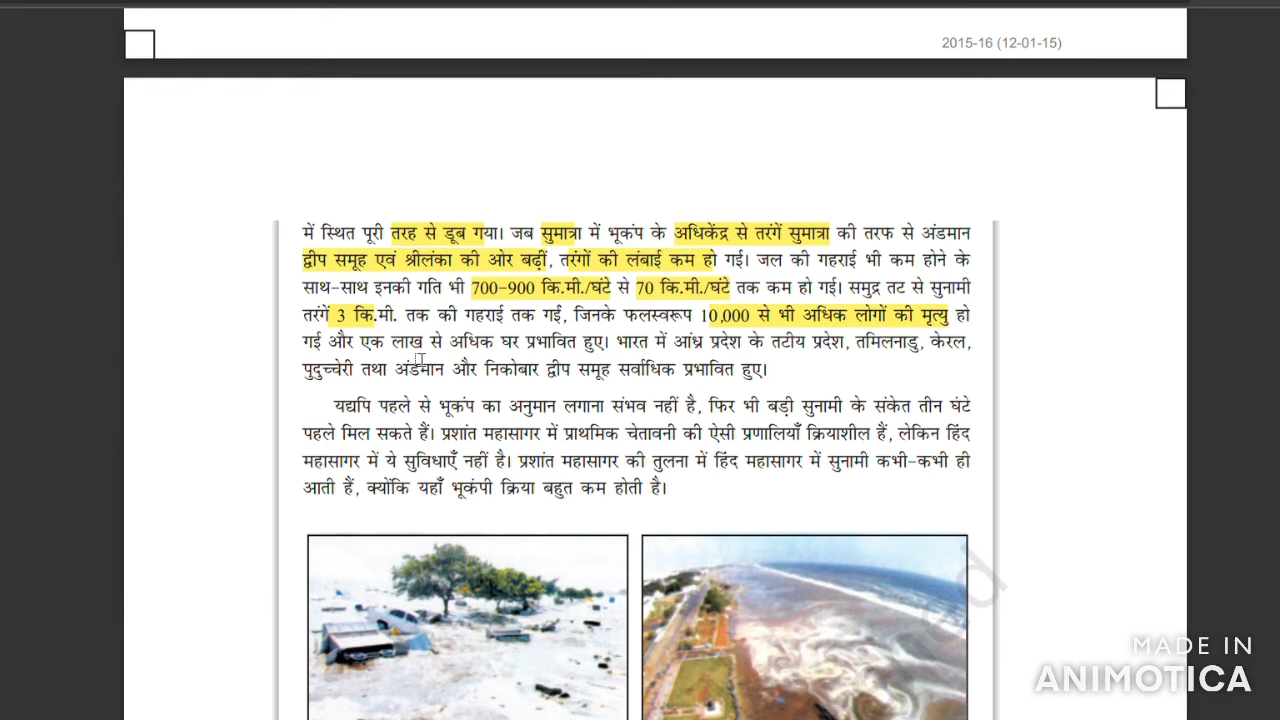 2015-16 (12-01-15)
में स्थित पूरी तरह से डूब गया। जब सुमात्रा में भूकंप के अधिकेंद्र से तरंगें सुमात्रा की तरफ से अंडमान
द्वीप समूह एवं श्रीलंका की ओर बढ़ीं, तरंगों की लंबाई कम हो गई। जल की गहराई भी कम होने के
साथ-साथ इनकी गति भी 700-900 कि.मी./घंटे से 70 कि.मी./घंटे तक कम हो गई। समुद्र तट से सुनामी
तरंगें 3 कि.मी. तक की गहराई तक गईं, जिनके फलस्वरूप 10,000 से भी अधिक लोगों की मृत्यु हो
गई और एक लाख से अधिक घर प्रभावित हुए। भारत में आंध्र प्रदेश के तटीय प्रदेश, तमिलनाडु, केरल,
पुदुच्चेरी तथा अंडमान और निकोबार द्वीप समूह सर्वाधिक प्रभावित हुए।
यद्यपि पहले से भूकंप का अनुमान लगाना संभव नहीं है, फिर भी बड़ी सुनामी के संकेत तीन घंटे
पहले मिल सकते हैं। प्रशांत महासागर में प्राथमिक चेतावनी की ऐसी प्रणालियाँ क्रियाशील हैं, लेकिन हिंद
महासागर में ये सुविधाएँ नहीं है। प्रशांत महासागर की तुलना में हिंद महासागर में सुनामी कभी-कभी ही
आती हैं, क्योंकि यहाँ भूकंपी क्रिया बहुत कम होती है।
MADE IN
ANIMOTICA